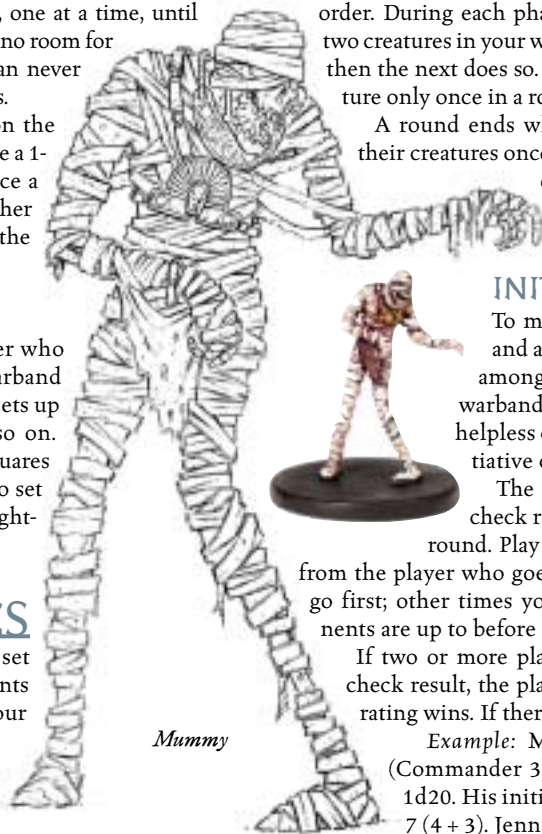 , one at a time, until
no room for
an never
s.
on the
e a 1-
ce a
her
the
er who
arband
ets up
so on.
uares
o set
ght-
ES
set
nts
our
Mummy
order. During each pha
two creatures in your w
then the next does so.
ture only once in a ro
A round ends wh
their creatures once
INIT
To m
and a
among
warband
helpless c
tiative c
The
check r
round. Play
from the player who goe
go first; other times yo
nents are up to before
If two or more pla
check result, the pla
rating wins. If ther
Example: M
(Commander 3
1d20. His initi
7 (4 + 3). Jenn